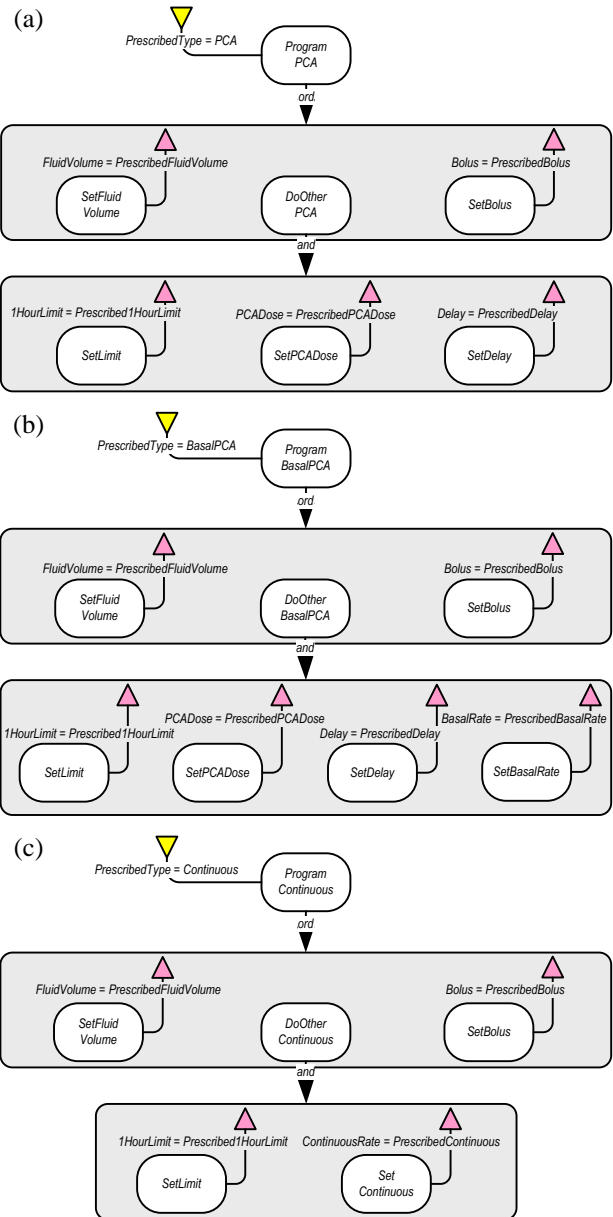 (a)
PrescribedType = PCA
Program
PCA
ord
FluidVolume = PrescribedFluidVolume
Bolus = PrescribedBolus
SetFluid
Volume
DoOther
PCA
SetBolus
and
1HourLimit = Prescribed1HourLimit
PCADose = PrescribedPCADose
Delay = PrescribedDelay
SetLimit
SetPCADose
SetDelay
(b)
PrescribedType = BasalPCA
Program
BasalPCA
ord
FluidVolume = PrescribedFluidVolume
Bolus = PrescribedBolus
SetFluid
Volume
DoOther
BasalPCA
SetBolus
and
1HourLimit = Prescribed1HourLimit
PCADose = PrescribedPCADose
Delay = PrescribedDelay
BasalRate = PrescribedBasalRate
SetLimit
SetPCADose
SetDelay
SetBasalRate
(c)
PrescribedType = Continuous
Program
Continuous
ord
FluidVolume = PrescribedFluidVolume
Bolus = PrescribedBolus
SetFluid
Volume
DoOther
Continuous
SetBolus
and
1HourLimit = Prescribed1HourLimit
ContinuousRate = PrescribedContinuous
SetLimit
Set
Continuous